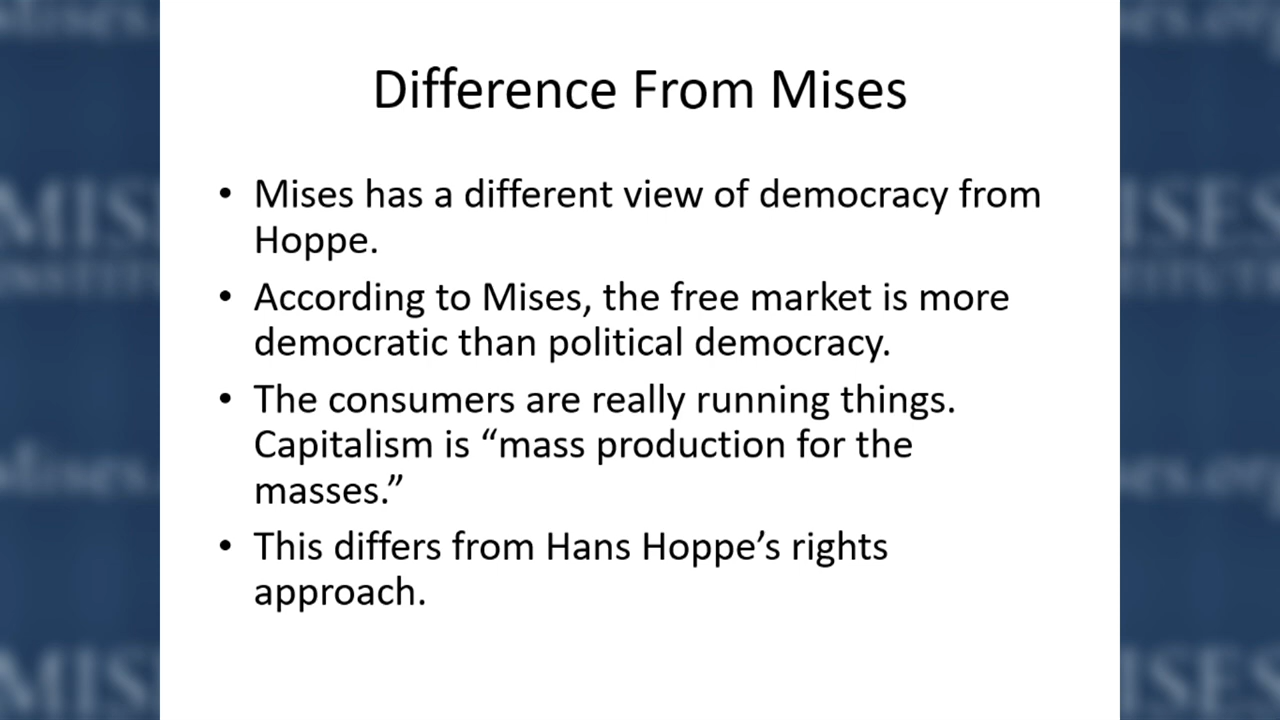 Difference From Mises
• Mises has a different view of democracy from
Hoppe.
• According to Mises, the free market is more
democratic than political democracy.
• The consumers are really running things.
Capitalism is “mass production for the
masses.”
• This differs from Hans Hoppe’s rights
approach.